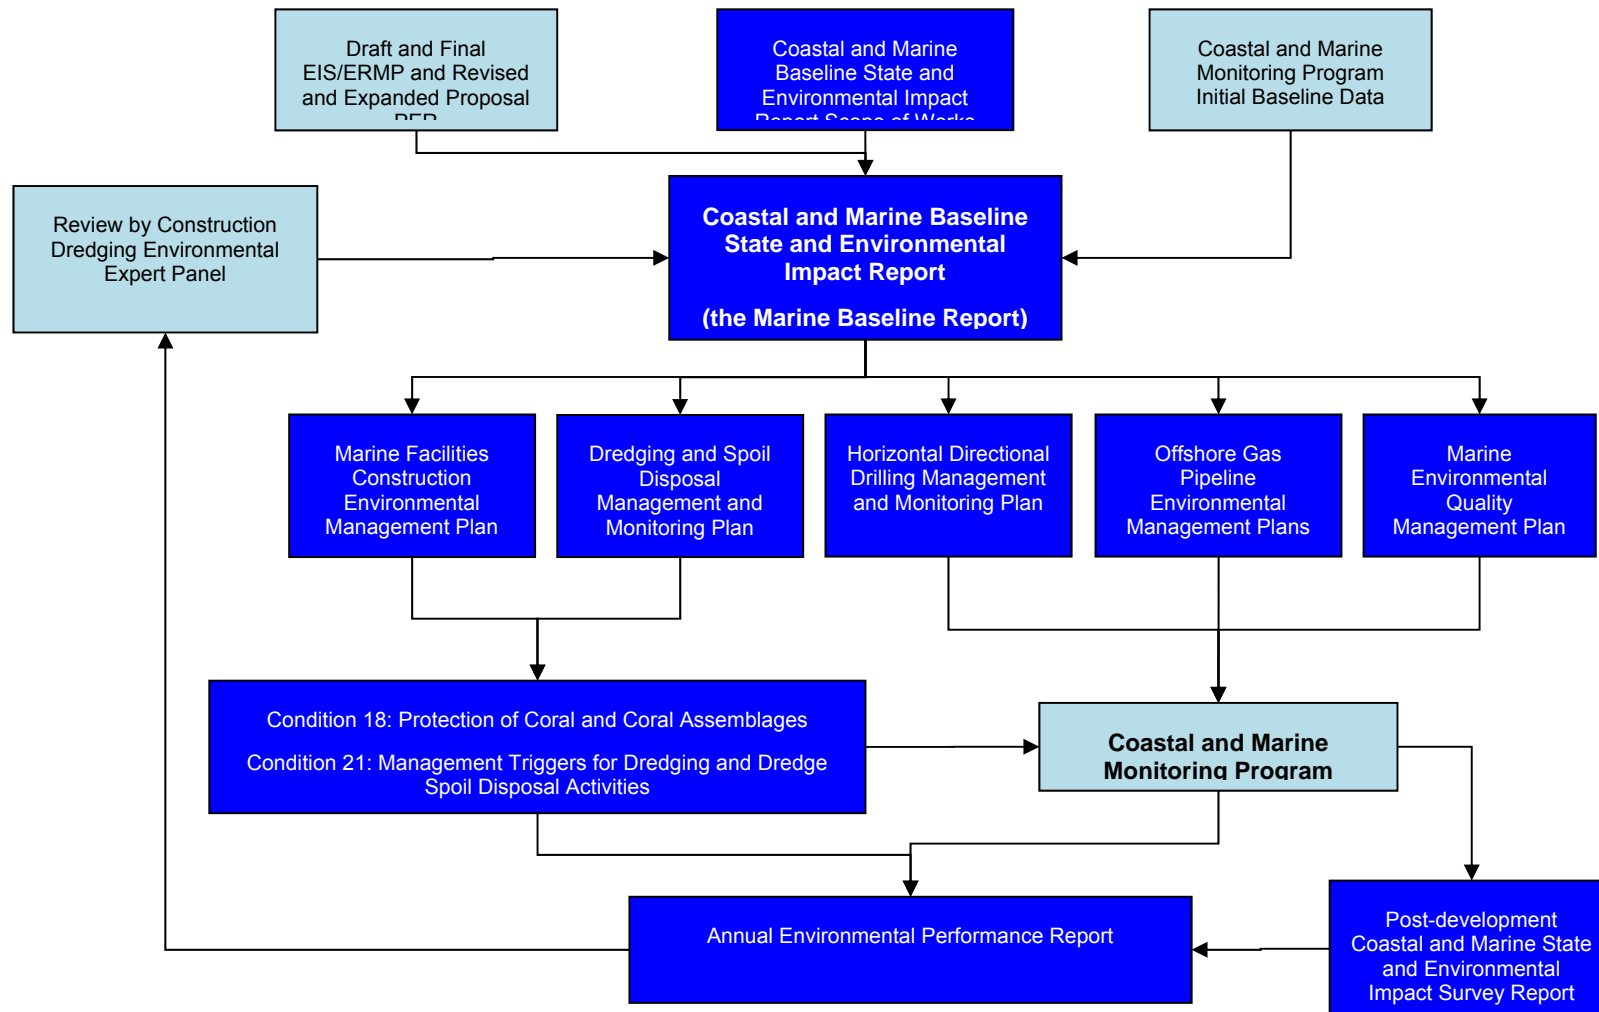 Draft and Final
EIS/ERMP and Revised
and Expanded Proposal
PER
Coastal and Marine
Baseline State and
Environmental Impact
Report Scope of Works
Coastal and Marine
Monitoring Program
Initial Baseline Data
Review by Construction
Dredging Environmental
Expert Panel
Coastal and Marine Baseline
State and Environmental
Impact Report
(the Marine Baseline Report)
Marine Facilities
Construction
Environmental
Management Plan
Dredging and Spoil
Disposal
Management and
Monitoring Plan
Horizontal Directional
Drilling Management
and Monitoring Plan
Offshore Gas
Pipeline
Environmental
Management Plans
Marine
Environmental
Quality
Management Plan
Condition 18: Protection of Coral and Coral Assemblages
Condition 21: Management Triggers for Dredging and Dredge
Spoil Disposal Activities
Coastal and Marine
Monitoring Program
Annual Environmental Performance Report
Post-development
Coastal and Marine State
and Environmental
Impact Survey Report